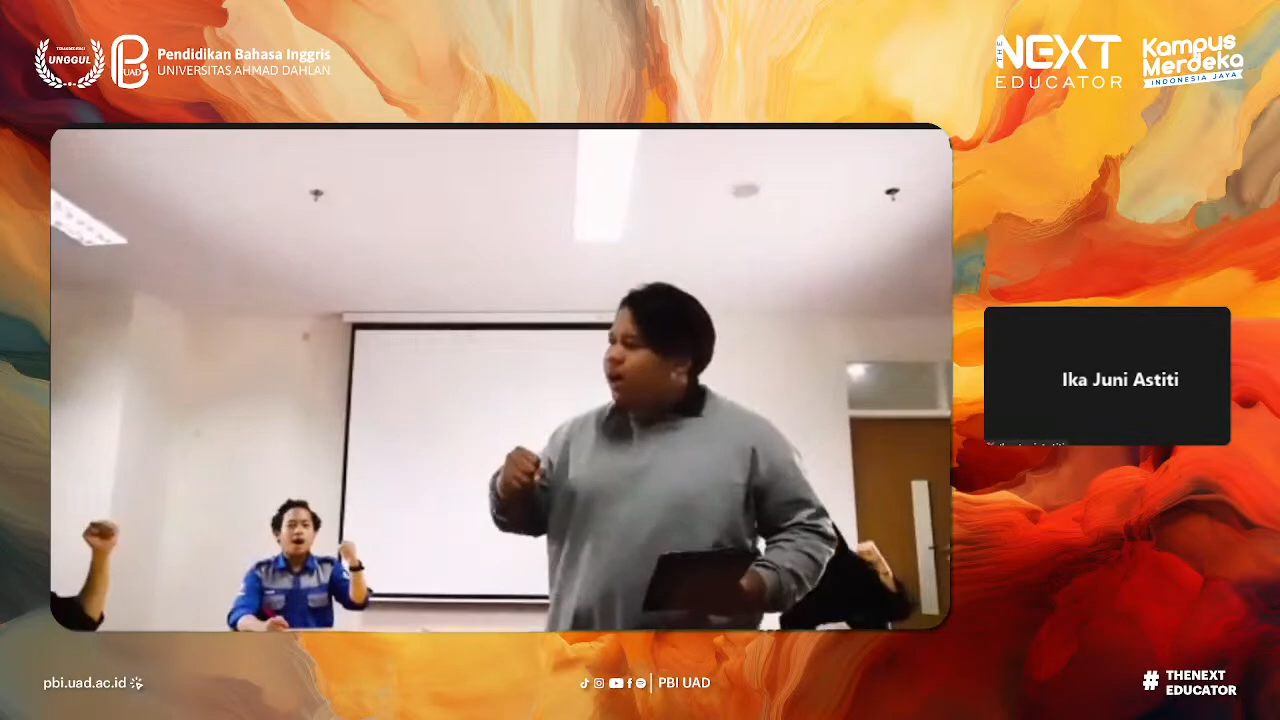 UNGGUL
UAD
Pendidikan Bahasa Inggris
UNIVERSITAS AHMAD DAHLAN
THE NEXT
EDUCATOR
Kampus
Merdeka
INDONESIA JAYA
Ika Juni Astiti
pbi.uad.ac.id
PBI UAD
# THENEXT
EDUCATOR